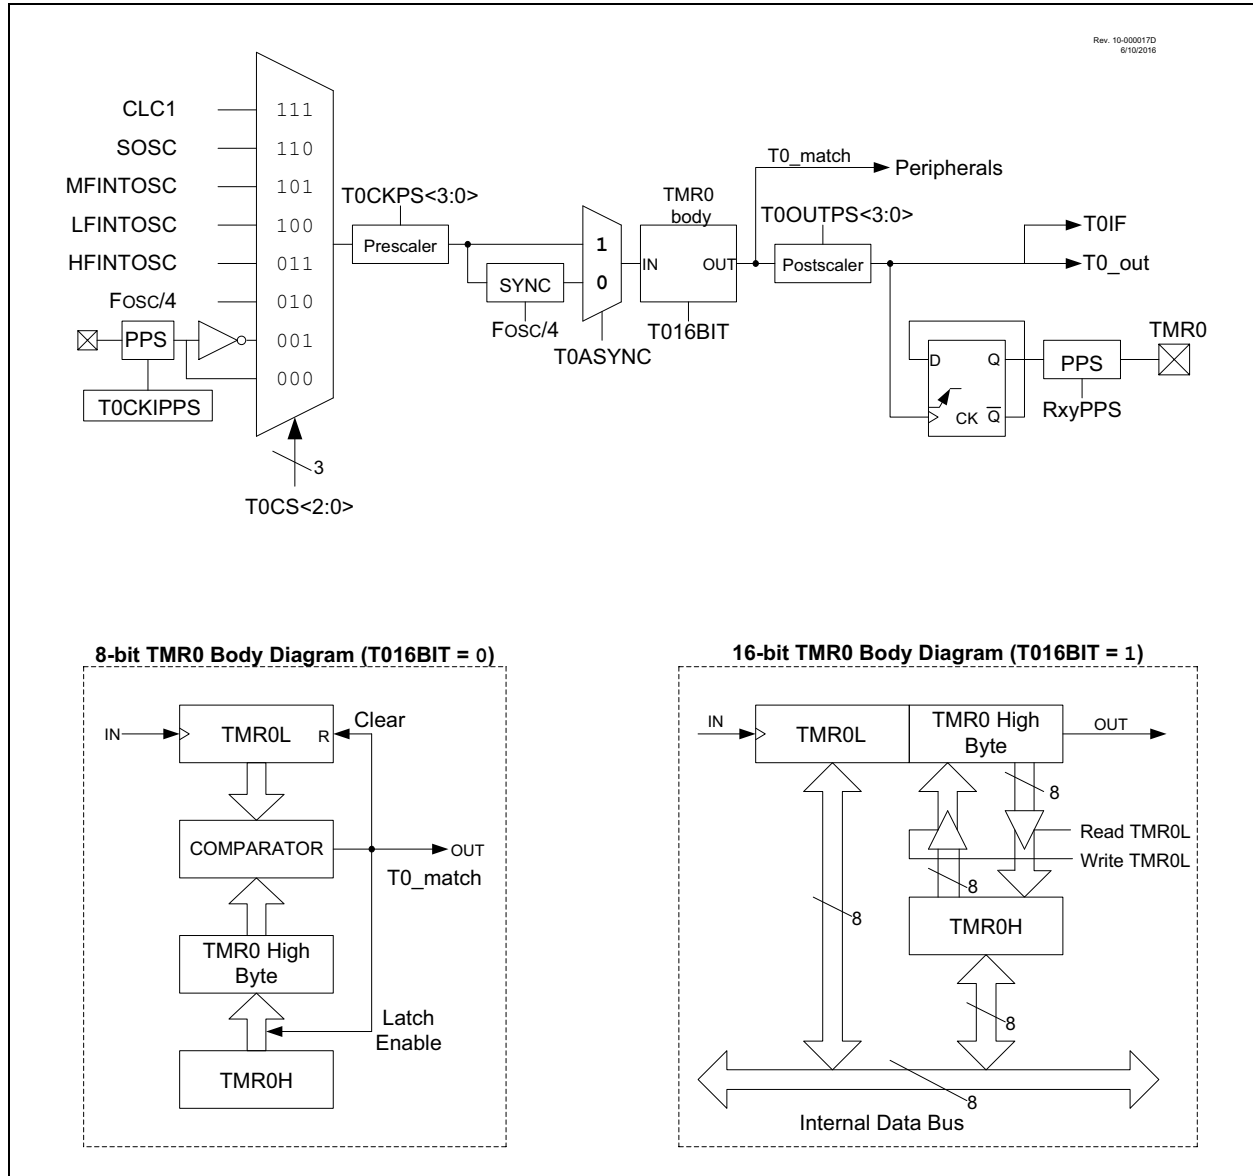 Rev. 10-000017D
6/10/2016
CLC1
111
SOSC
110
MFINTOSC
101
LFINTOSC
100
HFINTOSC
011
FOSC/4
010
PPS
001
000
T0CKIPPS
3
T0CS<2:0>
T0CKPS<3:0>
Prescaler
SYNC
FOSC/4
1
0
T0ASYNC
TMR0
body
IN
OUT
T016BIT
T0_match
Peripherals
T0OUTPS<3:0>
Postscaler
T0IF
T0_out
TMR0
D
Q
CK
Q
PPS
RxyPPS
8-bit TMR0 Body Diagram (T016BIT = 0)
IN
TMR0L
R
Clear
COMPARATOR
OUT
T0_match
TMR0 High
Byte
Latch
Enable
TMR0H
16-bit TMR0 Body Diagram (T016BIT = 1)
IN
TMR0L
TMR0 High
Byte
OUT
8
Read TMR0L
Write TMR0L
8
8
TMR0H
8
8
Internal Data Bus